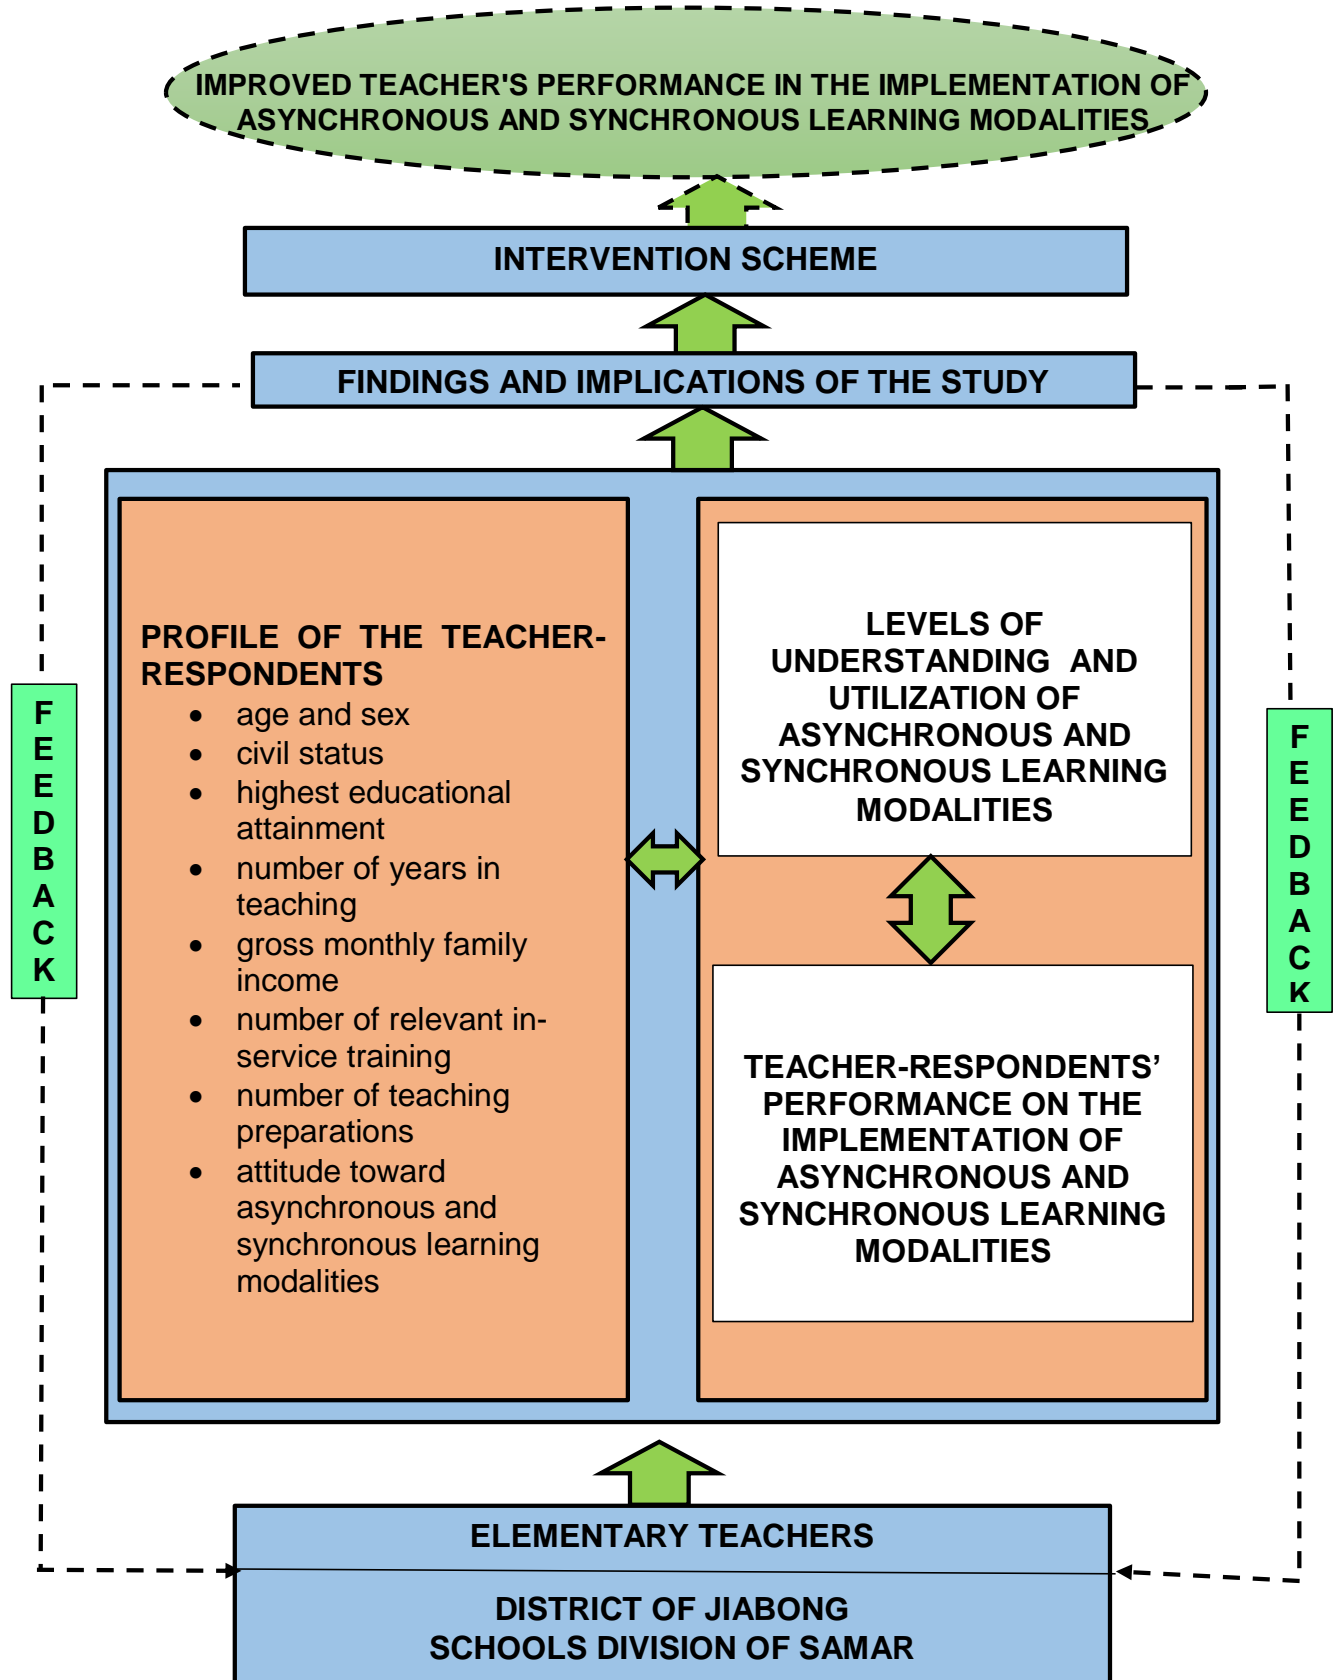 IMPROVED TEACHER'S PERFORMANCE IN THE IMPLEMENTATION OF
ASYNCHRONOUS AND SYNCHRONOUS LEARNING MODALITIES
INTERVENTION SCHEME
FINDINGS AND IMPLICATIONS OF THE STUDY
F
E
E
D
B
A
C
K
PROFILE OF THE TEACHER-
RESPONDENTS
• age and sex
• civil status
• highest educational
attainment
• number of years in
teaching
• gross monthly family
income
• number of relevant in-
service training
• number of teaching
preparations
• attitude toward
asynchronous and
synchronous learning
modalities
LEVELS OF
UNDERSTANDING AND
UTILIZATION OF
ASYNCHRONOUS AND
SYNCHRONOUS LEARNING
MODALITIES
TEACHER-RESPONDENTS’
PERFORMANCE ON THE
IMPLEMENTATION OF
ASYNCHRONOUS AND
SYNCHRONOUS LEARNING
MODALITIES
F
E
E
D
B
A
C
K
ELEMENTARY TEACHERS
DISTRICT OF JIABONG
SCHOOLS DIVISION OF SAMAR